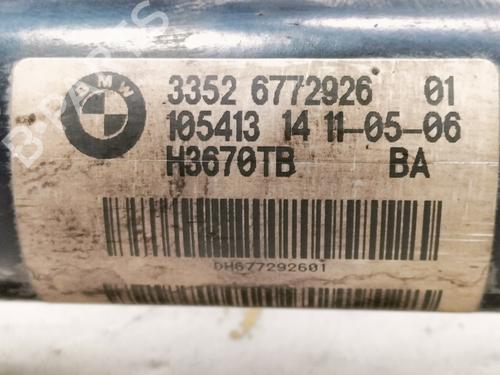 B-PARTS
BMW
3352 6772926 01
105413 14 11-05-06
H3670TB BA
DH677292601